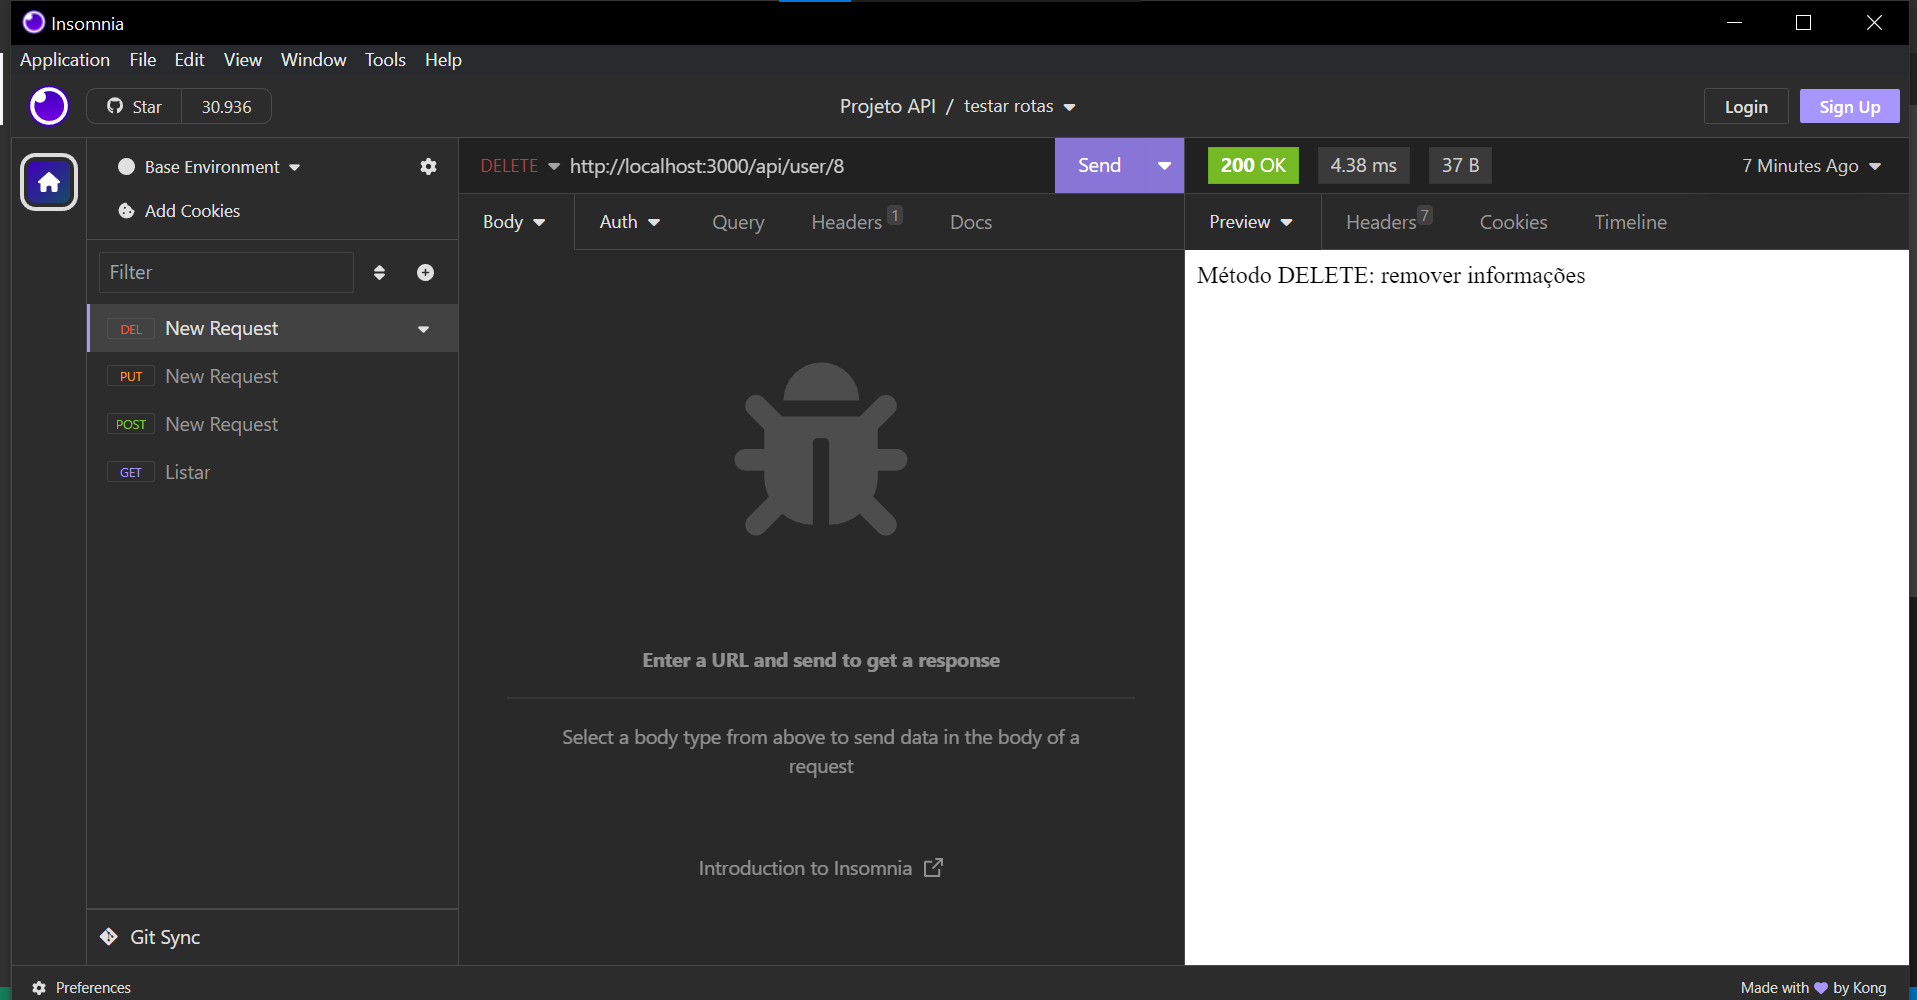 Insomnia
Application File Edit View Window Tools Help
Star 30.936
Projeto API / testar rotas
Login Sign Up
Base Environment
Add Cookies
Filter
DEL New Request
PUT New Request
POST New Request
GET Listar
Git Sync
Preferences
DELETE http://localhost:3000/api/user/8 Send
Body Auth Query Headers 1 Docs
Enter a URL and send to get a response
Select a body type from above to send data in the body of a
request
Introduction to Insomnia
200 OK 4.38 ms 37 B 7 Minutes Ago
Preview Headers 7 Cookies Timeline
Método DELETE: remover informações
Made with by Kong